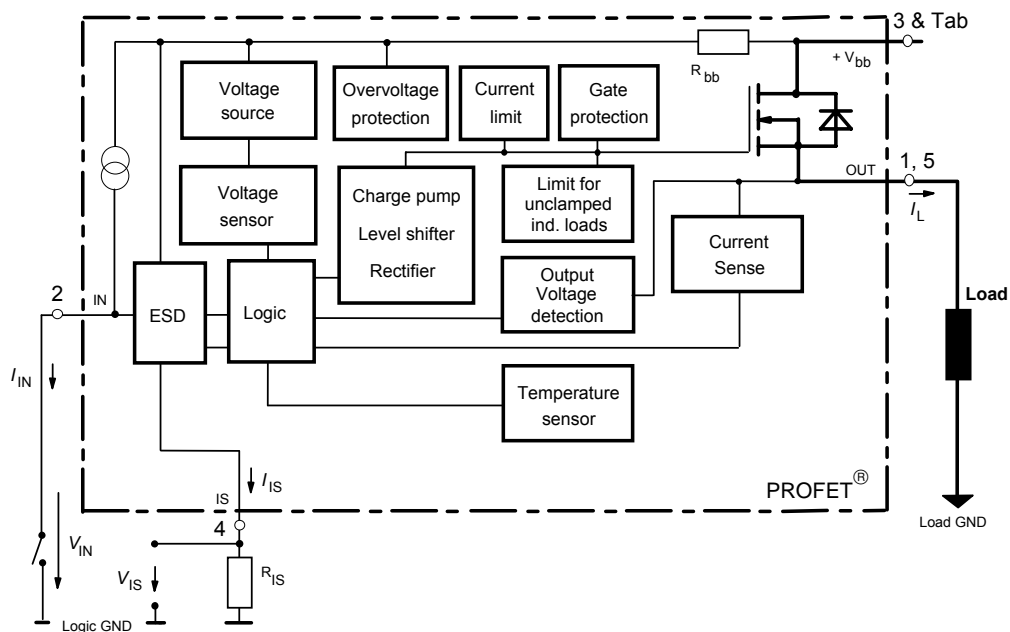 3 & Tab
R bb
+ V bb
Voltage
source
Overvoltage
protection
Current
limit
Gate
protection
Voltage
sensor
Charge pump
Level shifter
Rectifier
Limit for
unclamped
ind. loads
OUT
1, 5
I L
Current
Sense
2
IN
ESD
Logic
Output
Voltage
detection
Load
I IN
Temperature
sensor
I IS
IS
PROFET®
4
Load GND
V IN
V IS
R IS
Logic GND